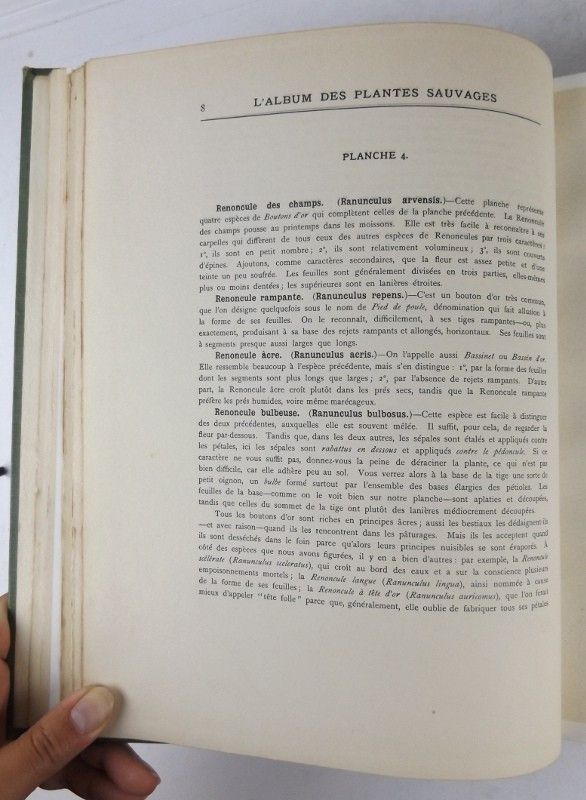 8
L'ALBUM DES PLANTES SAUVAGES
PLANCHE 4.
Renoncule des champs. (Ranunculus arvensis.)—Cette planche représente
quatre espèces de Boutons d'or qui complètent celles de la planche précédente. La Renoncule
des champs pousse au printemps dans les moissons. Elle est très facile à reconnaître à ses
carpelles qui diffèrent de tous ceux des autres espèces de Renoncules par trois caractères:
1°, ils sont en petit nombre; 2°, ils sont relativement volumineux; 3°, ils sont couverts
d'épines. Ajoutons, comme caractères secondaires, que la fleur est assez petite et d'une
teinte un peu soufrée. Les feuilles sont généralement divisées en trois parties, elles-mêmes
plus ou moins dentées; les supérieures sont en lanières étroites.
Renoncule rampante. (Ranunculus repens.)—C'est un bouton d'or très commun,
que l'on désigne quelquefois sous le nom de Pied de poule, dénomination qui fait allusion à
la forme de ses feuilles. On le reconnaît, difficilement, à ses tiges rampantes—ou, plus
exactement, produisant à sa base des rejets rampants et allongés, horizontaux. Ses feuilles sont
à segments presque aussi larges que longs.
Renoncule âcre. (Ranunculus acris.)—On l'appelle aussi Bassinet ou Bassin d'or.
Elle ressemble beaucoup à l'espèce précédente, mais s'en distingue: 1°, par la forme des feuilles
dont les segments sont plus longs que larges; 2°, par l'absence de rejets rampants. D'autre
part, la Renoncule âcre croît plutôt dans les prés secs, tandis que la Renoncule rampante
préfère les prés humides, voire même marécageux.
Renoncule bulbeuse. (Ranunculus bulbosus.)—Cette espèce est facile à distinguer
des deux précédentes, auxquelles elle est souvent mêlée. Il suffit, pour cela, de regarder la
fleur par-dessous. Tandis que, dans les deux autres, les sépales sont étalés et appliqués contre
les pétales, ici les sépales sont rabattus en dessous et appliqués contre le pédoncule. Si ce
caractère ne vous suffit pas, donnez-vous la peine de déraciner la plante, ce qui n'est pas
bien difficile, car elle adhère peu au sol. Vous verrez alors à la base de la tige une sorte de
petit oignon, un bulbe formé surtout par l'ensemble des bases élargies des pétioles. Les
feuilles de la base—comme on le voit bien sur notre planche—sont aplaties et découpées,
tandis que celles du sommet de la tige ont plutôt des lanières médiocrement découpées.
Tous les boutons d'or sont riches en principes âcres; aussi les bestiaux les dédaignent-ils
—et avec raison—quand ils les rencontrent dans les pâturages. Mais ils les acceptent quand
ils sont desséchés dans le foin parce qu'alors leurs principes nuisibles se sont évaporés. À
côté des espèces que nous avons figurées, il y en a bien d'autres: par exemple, la Renoncule
scélérate (Ranunculus sceleratus), qui croît au bord des eaux et a sur la conscience plusieurs
empoisonnements mortels; la Renoncule langue (Ranunculus lingua), ainsi nommée à cause
de la forme de ses feuilles; la Renoncule à tête d'or (Ranunculus auricomus), que l'on ferait
mieux d'appeler "tête folle" parce que, généralement, elle oublie de fabriquer tous ses pétales